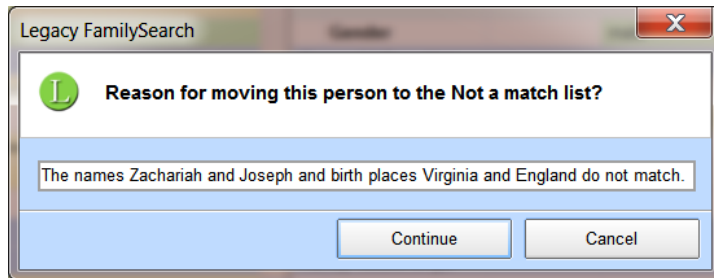 Legacy FamilySearch
Gender
Reason for moving this person to the Not a match list?
The names Zachariah and Joseph and birth places Virginia and England do not match.
Continue
Cancel